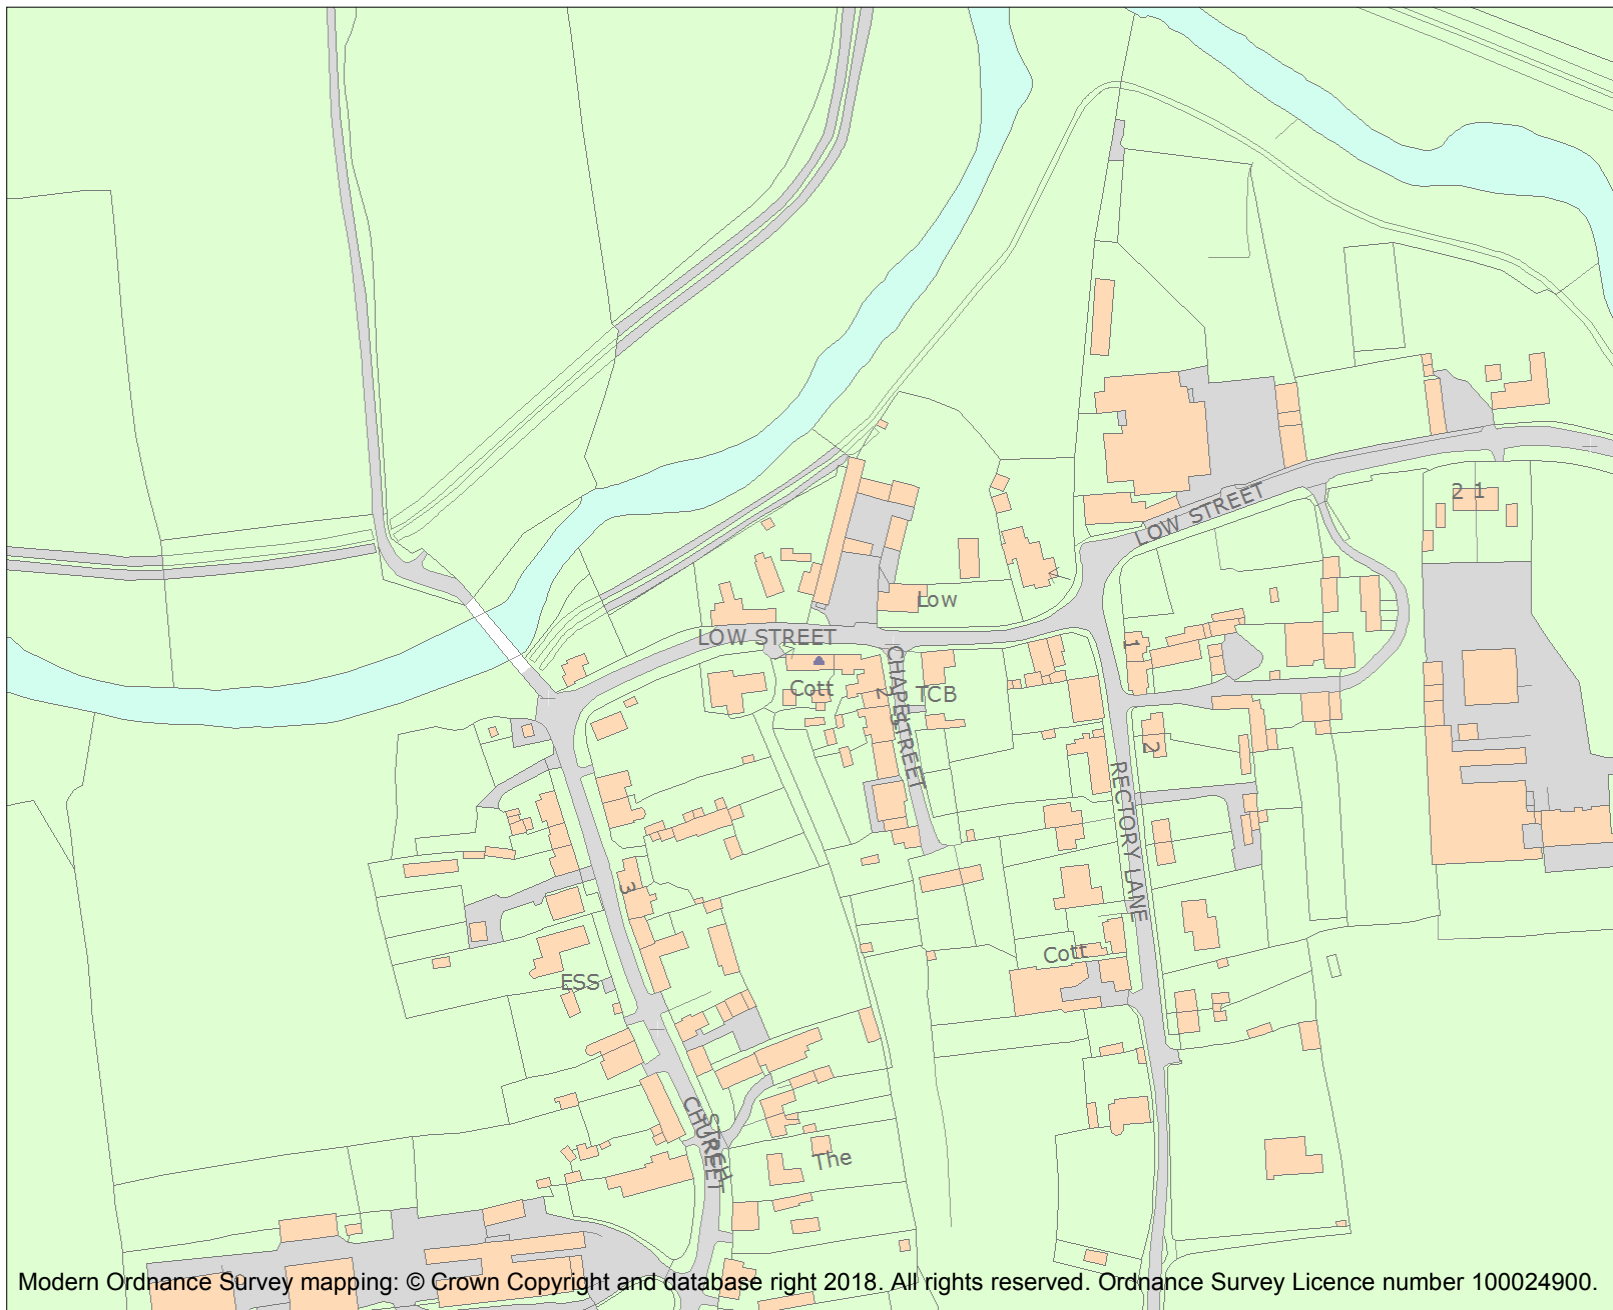 2 1
LOW STREET
Low
LOW STREET
1
Cott
2
TCB
CHAPEL STREET
2
RECTORY LANE
3
Cott
ESS
CHURCH
STREET
The
Modern Ordnance Survey mapping: © Crown Copyright and database right 2018. All rights reserved. Ordnance Survey Licence number 100024900.